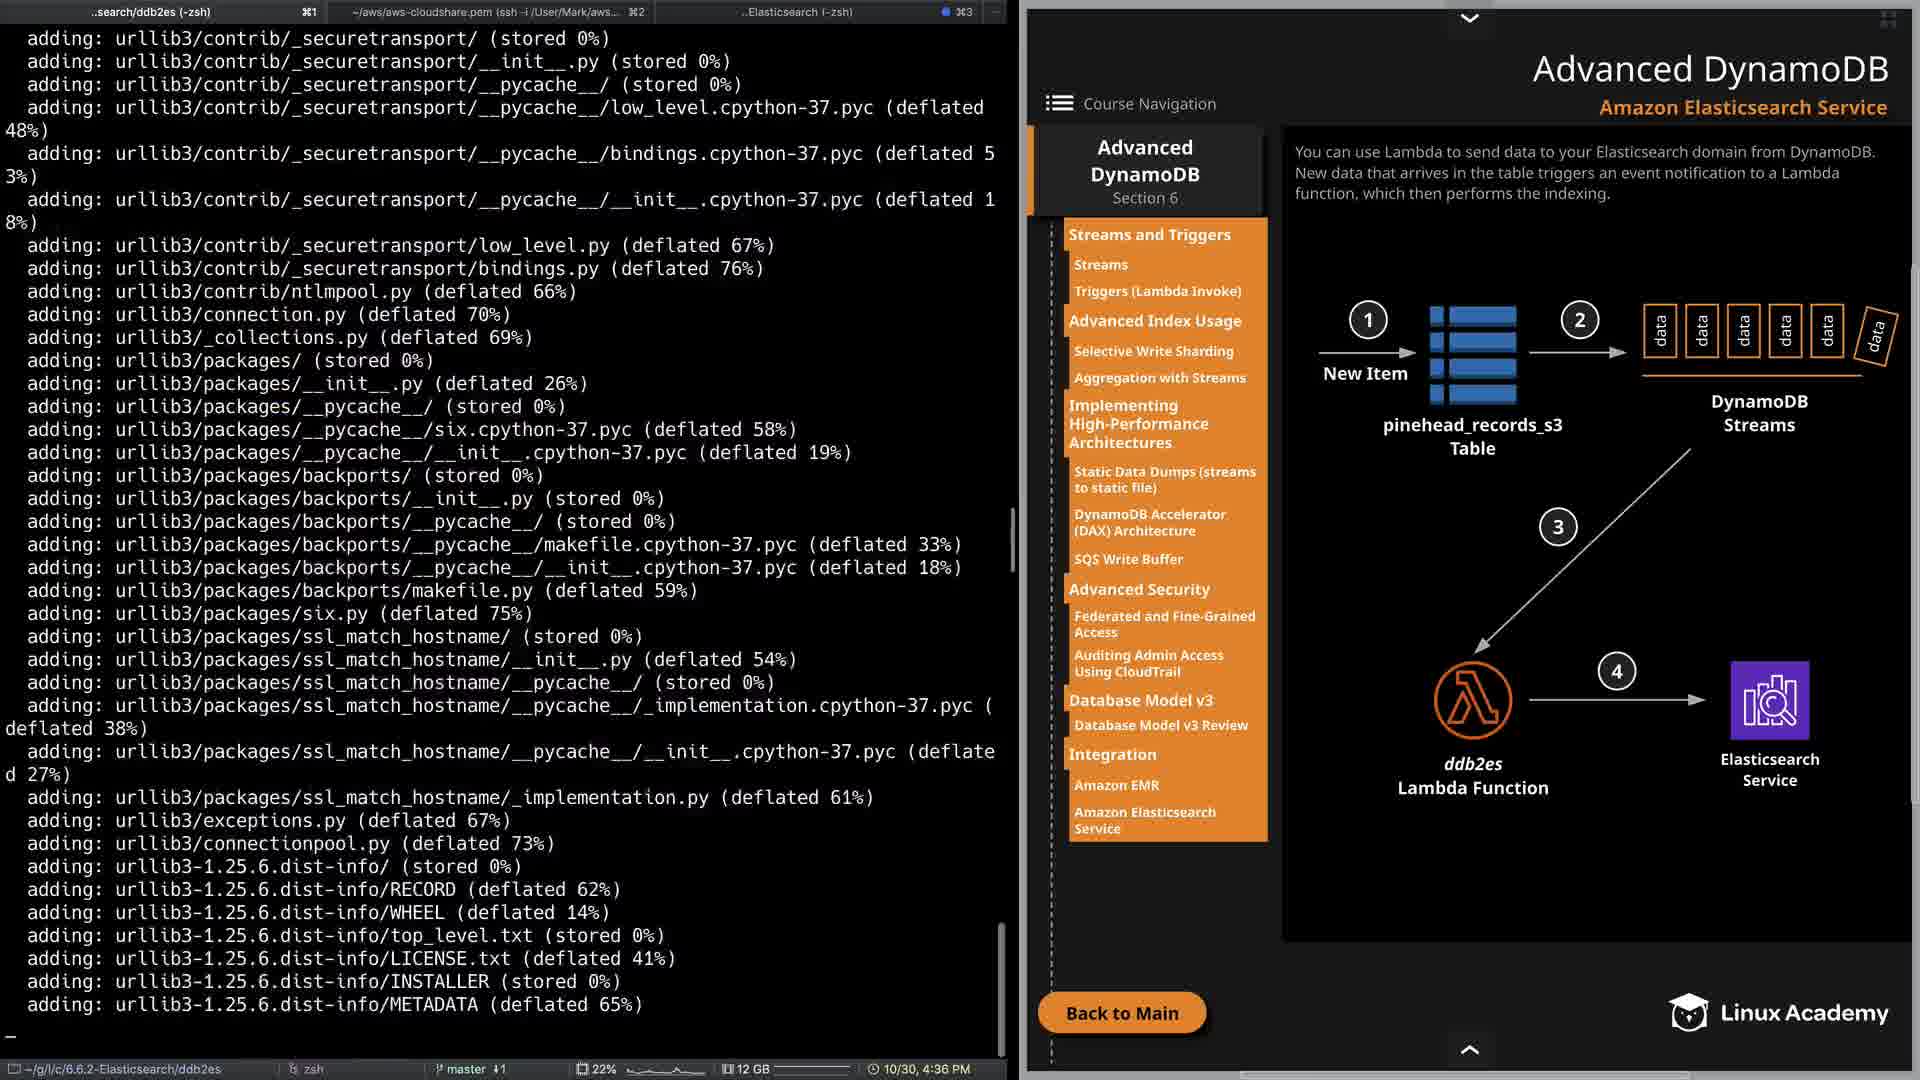 ..search/ddb2es (-zsh) ⌘1 ~/aws/aws-cloudshare.pem (ssh -i /User/Mark/aws... ⌘2 ..Elasticsearch (-zsh) ⌘3
adding: urllib3/contrib/_securetransport/ (stored 0%)
adding: urllib3/contrib/_securetransport/__init__.py (stored 0%)
adding: urllib3/contrib/_securetransport/__pycache__/ (stored 0%)
adding: urllib3/contrib/_securetransport/__pycache__/low_level.cpython-37.pyc (deflated
48%)
adding: urllib3/contrib/_securetransport/__pycache__/bindings.cpython-37.pyc (deflated 5
3%)
adding: urllib3/contrib/_securetransport/__pycache__/__init__.cpython-37.pyc (deflated 1
8%)
adding: urllib3/contrib/_securetransport/low_level.py (deflated 67%)
adding: urllib3/contrib/_securetransport/bindings.py (deflated 76%)
adding: urllib3/contrib/ntlmpool.py (deflated 66%)
adding: urllib3/connection.py (deflated 70%)
adding: urllib3/_collections.py (deflated 69%)
adding: urllib3/packages/ (stored 0%)
adding: urllib3/packages/__init__.py (deflated 26%)
adding: urllib3/packages/__pycache__/ (stored 0%)
adding: urllib3/packages/__pycache__/six.cpython-37.pyc (deflated 58%)
adding: urllib3/packages/__pycache__/__init__.cpython-37.pyc (deflated 19%)
adding: urllib3/packages/backports/ (stored 0%)
adding: urllib3/packages/backports/__init__.py (stored 0%)
adding: urllib3/packages/backports/__pycache__/ (stored 0%)
adding: urllib3/packages/backports/__pycache__/makefile.cpython-37.pyc (deflated 33%)
adding: urllib3/packages/backports/__pycache__/__init__.cpython-37.pyc (deflated 18%)
adding: urllib3/packages/backports/makefile.py (deflated 59%)
adding: urllib3/packages/six.py (deflated 75%)
adding: urllib3/packages/ssl_match_hostname/ (stored 0%)
adding: urllib3/packages/ssl_match_hostname/__init__.py (deflated 54%)
adding: urllib3/packages/ssl_match_hostname/__pycache__/ (stored 0%)
adding: urllib3/packages/ssl_match_hostname/__pycache__/_implementation.cpython-37.pyc (
deflated 38%)
adding: urllib3/packages/ssl_match_hostname/__pycache__/__init__.cpython-37.pyc (deflate
d 27%)
adding: urllib3/packages/ssl_match_hostname/_implementation.py (deflated 61%)
adding: urllib3/exceptions.py (deflated 67%)
adding: urllib3/connectionpool.py (deflated 73%)
adding: urllib3-1.25.6.dist-info/ (stored 0%)
adding: urllib3-1.25.6.dist-info/RECORD (deflated 62%)
adding: urllib3-1.25.6.dist-info/WHEEL (deflated 14%)
adding: urllib3-1.25.6.dist-info/top_level.txt (stored 0%)
adding: urllib3-1.25.6.dist-info/LICENSE.txt (deflated 41%)
adding: urllib3-1.25.6.dist-info/INSTALLER (stored 0%)
adding: urllib3-1.25.6.dist-info/METADATA (deflated 65%)
~/g/l/c/6.6.2-Elasticsearch/ddb2es zsh master ↓1 22% 12 GB 10/30, 4:36 PM
Advanced DynamoDB
Amazon Elasticsearch Service
Course Navigation
Advanced
DynamoDB
Section 6
Streams and Triggers
Streams
Triggers (Lambda Invoke)
Advanced Index Usage
Selective Write Sharding
Aggregation with Streams
Implementing
High-Performance
Architectures
Static Data Dumps (streams
to static file)
DynamoDB Accelerator
(DAX) Architecture
SQS Write Buffer
Advanced Security
Federated and Fine-Grained
Access
Auditing Admin Access
Using CloudTrail
Database Model v3
Database Model v3 Review
Integration
Amazon EMR
Amazon Elasticsearch
Service
Back to Main
You can use Lambda to send data to your Elasticsearch domain from DynamoDB.
New data that arrives in the table triggers an event notification to a Lambda
function, which then performs the indexing.
1
New Item
pinehead_records_s3
Table
2
data data data data data data
DynamoDB
Streams
3
ddb2es
Lambda Function
4
Elasticsearch
Service
Linux Academy